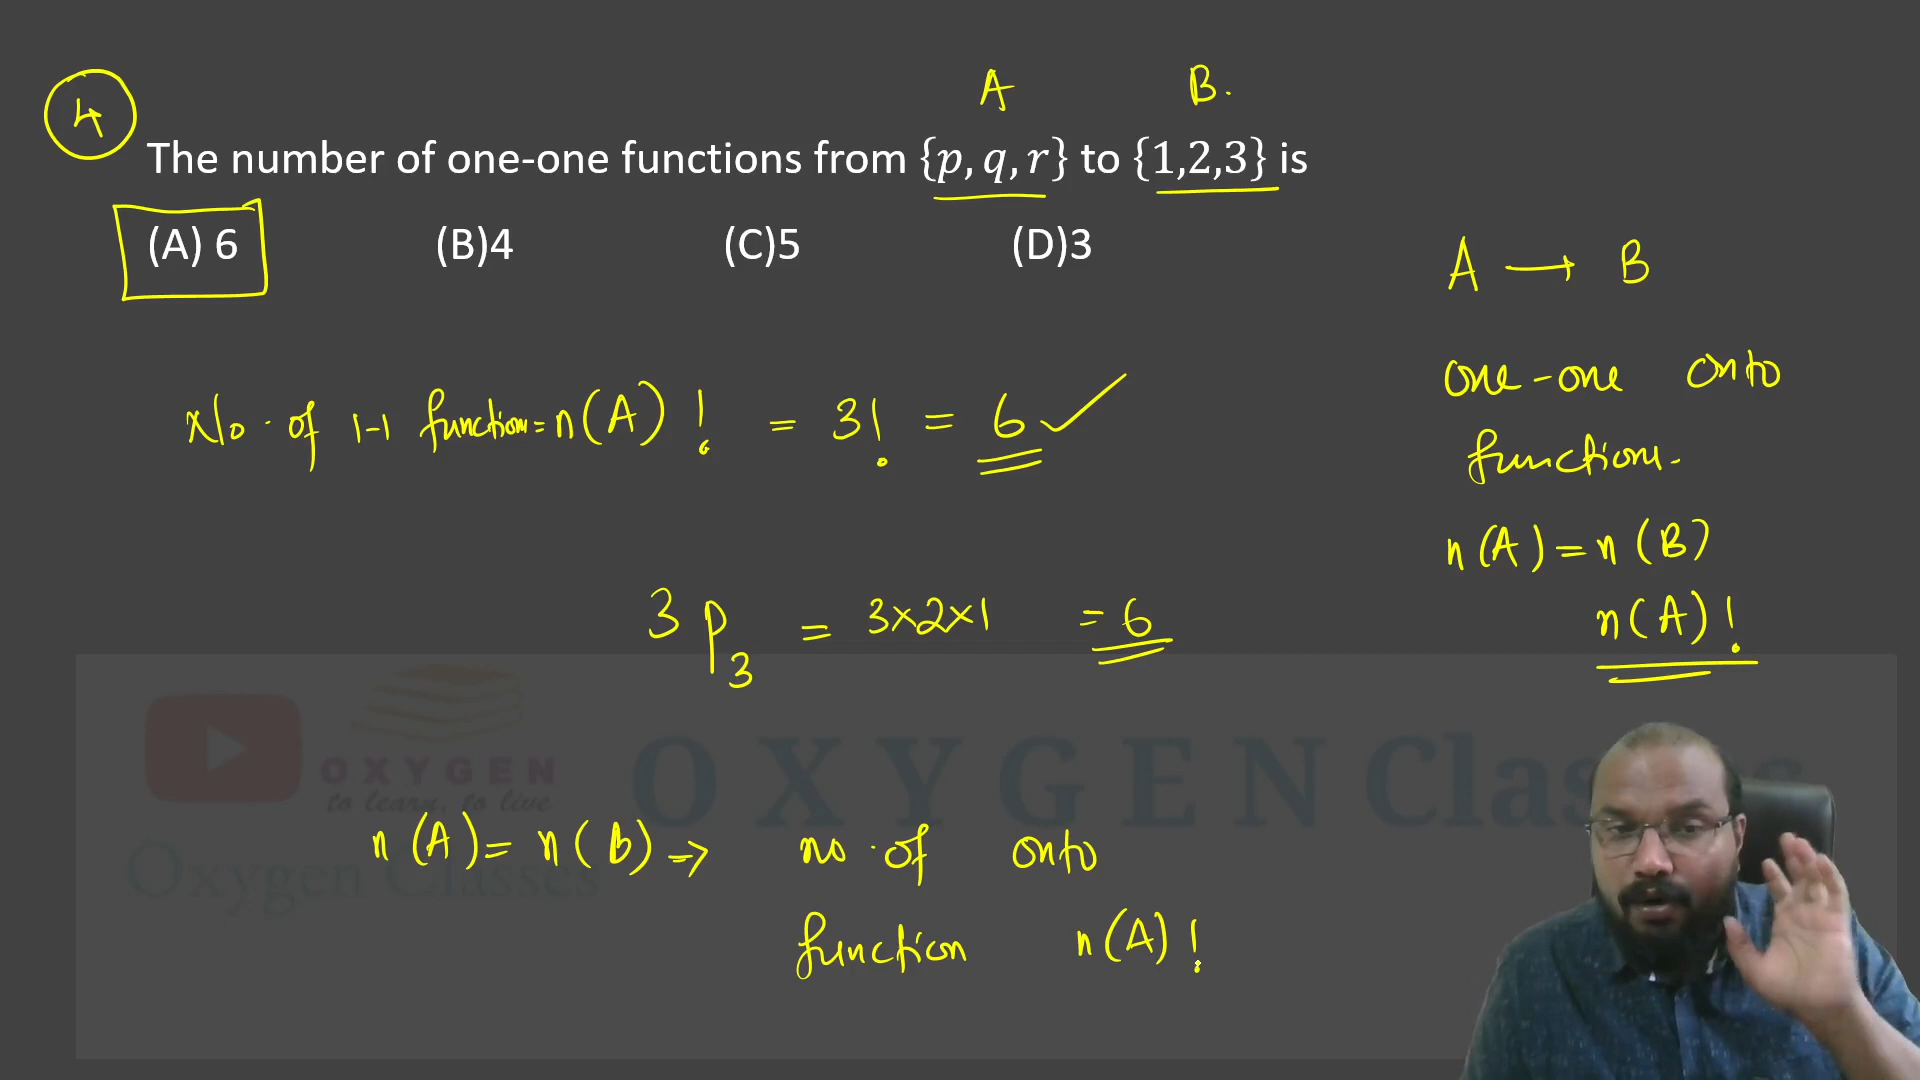 4
A B.
The number of one-one functions from {p, q, r} to {1,2,3} is
(A) 6 (B)4 (C)5 (D)3
A → B
one-one onto
functions.
No. of 1-1 function = n(A)! = 3! = 6 ✓
n(A) = n(B)
n(A)!
3P3 = 3×2×1 = 6
OXYGEN
to learn, to live
OXYGEN Classes
Oxygen Classes
n(A) = n(B) → no. of onto
function n(A)!